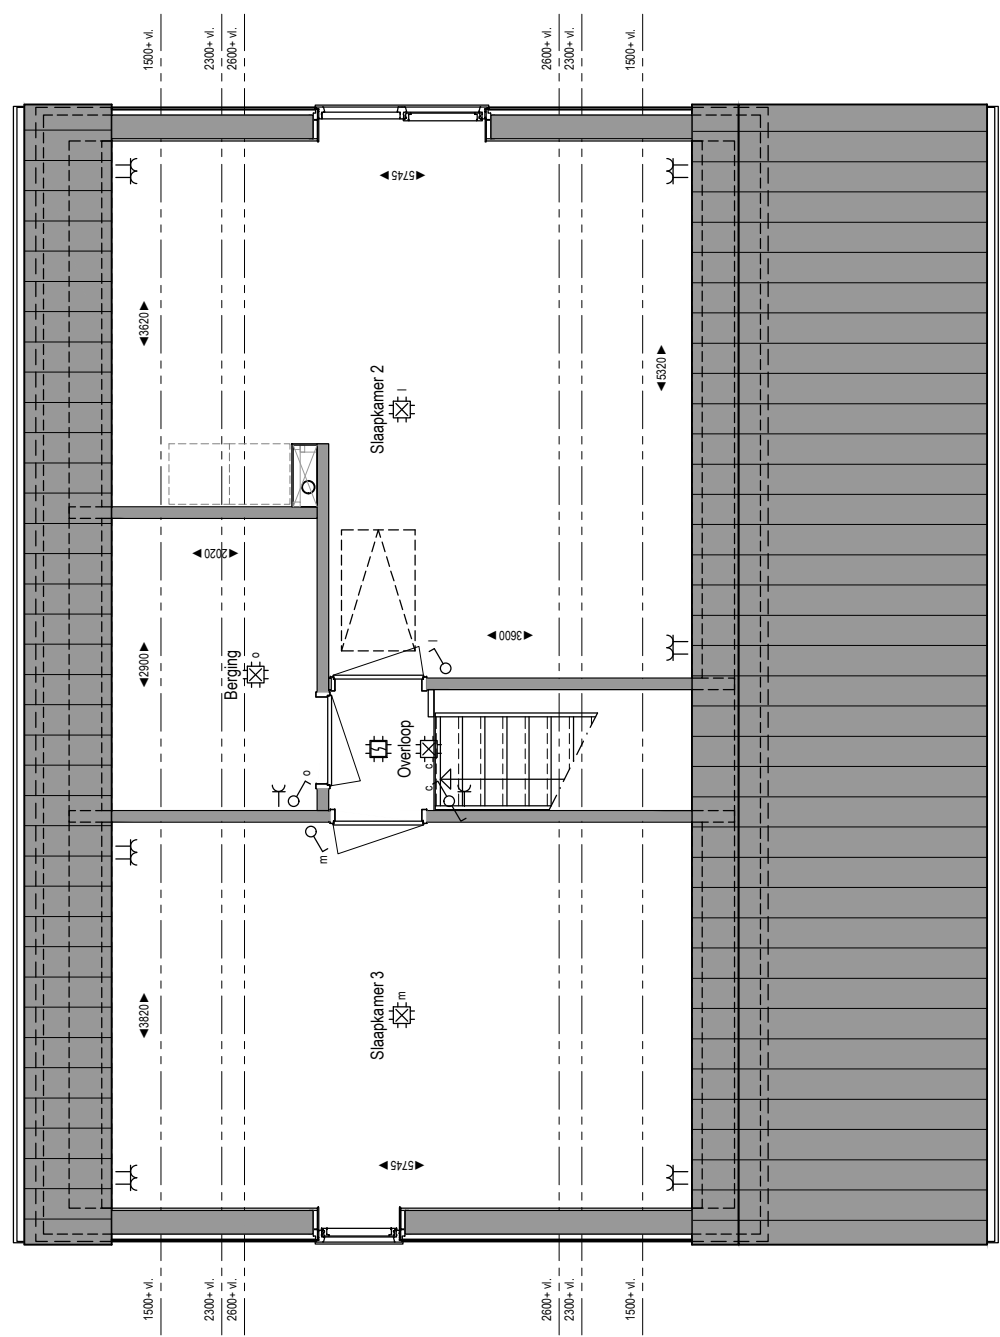 1500+ vl.
2300+ vl.
2600+ vl.
2600+ vl.
2300+ vl.
1500+ vl.
5745
3620
5320
Slaapkamer 2
l
2020
3600
l
2900
Berging
o
Overloop
c
c
o
m
3820
Slaapkamer 3
m
5745
1500+ vl.
2300+ vl.
2600+ vl.
2600+ vl.
2300+ vl.
1500+ vl.